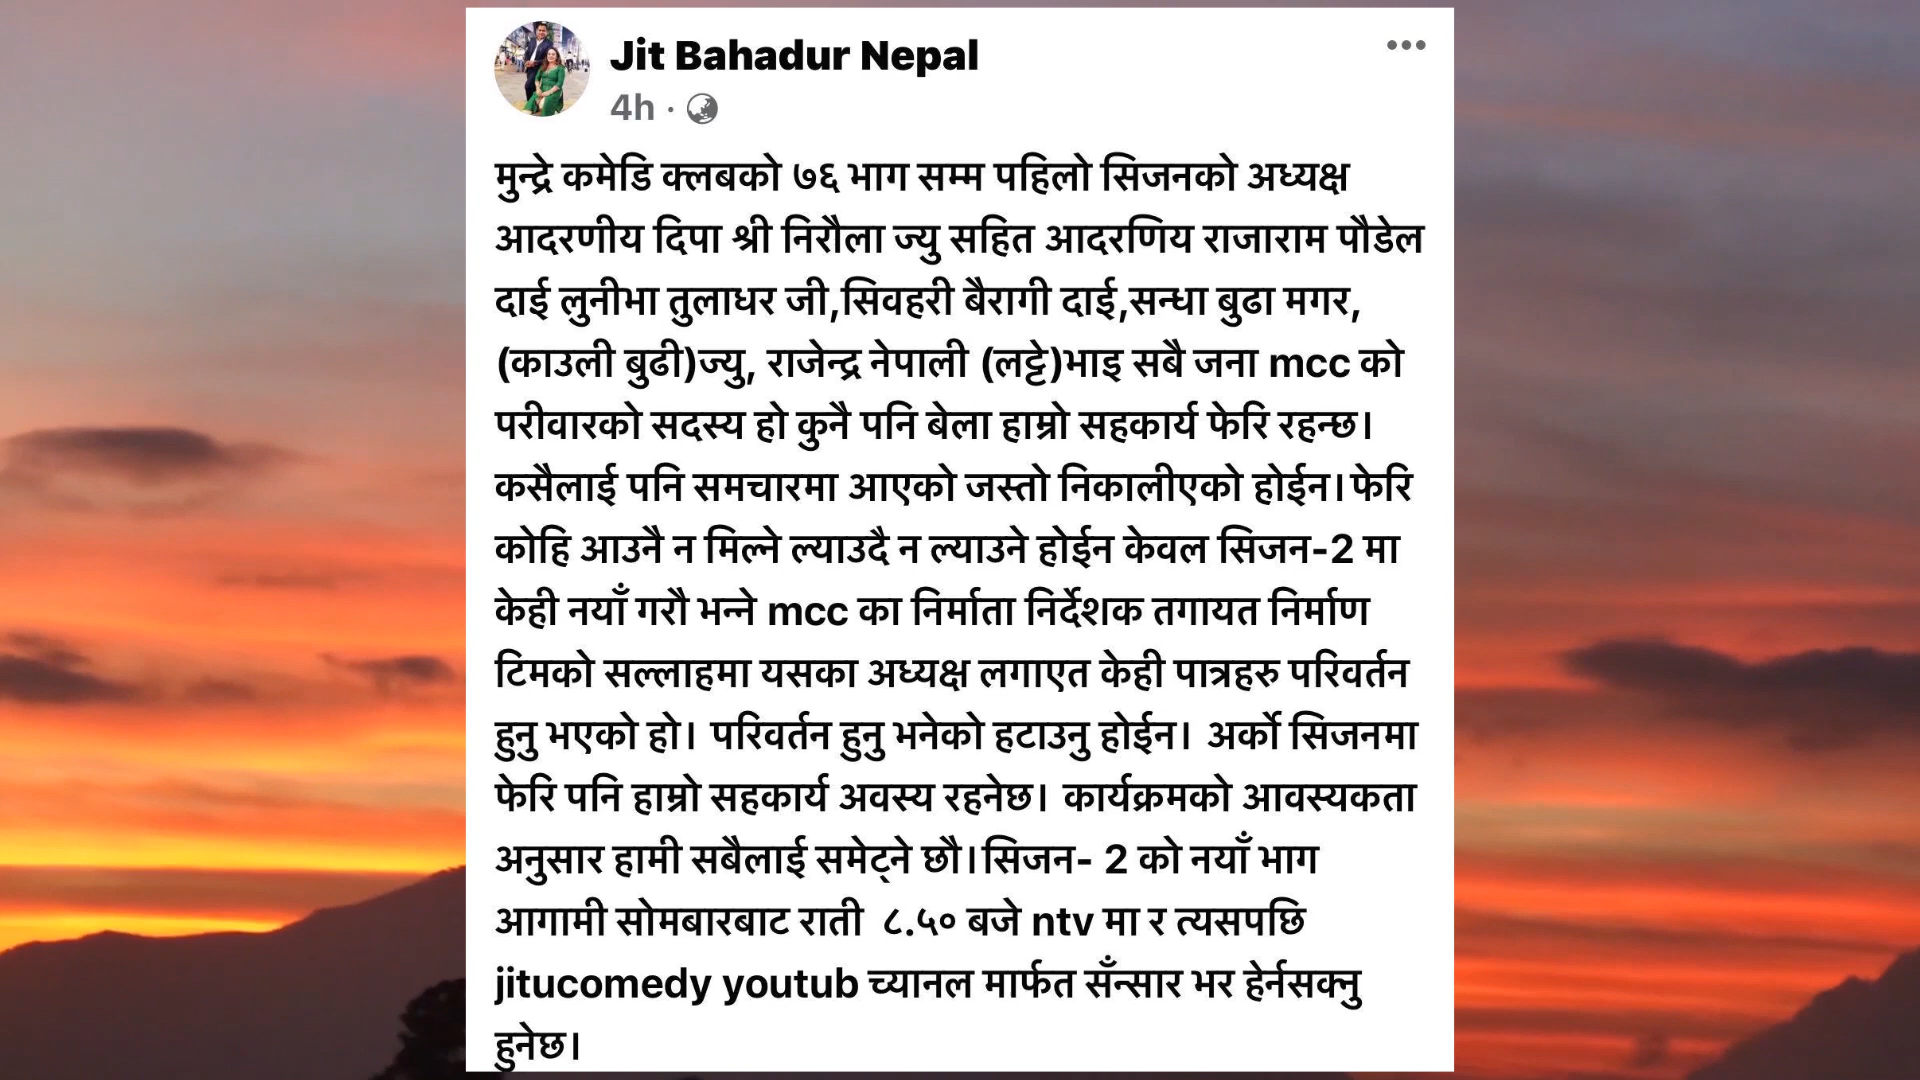 Jit Bahadur Nepal
4h ·
मुन्द्रे कमेडि क्लबको ७६ भाग सम्म पहिलो सिजनको अध्यक्ष
आदरणीय दिपा श्री निरौला ज्यु सहित आदरणिय राजाराम पौडेल
दाई लुनीभा तुलाधर जी,सिवहरी बैरागी दाई,सन्धा बुढा मगर,
(काउली बुढी)ज्यु, राजेन्द्र नेपाली (लट्टे)भाइ सबै जना mcc को
परीवारको सदस्य हो कुनै पनि बेला हाम्रो सहकार्य फेरि रहन्छ।
कसैलाई पनि समचारमा आएको जस्तो निकालीएको होईन।फेरि
कोहि आउनै न मिल्ने ल्याउदै न ल्याउने होईन केवल सिजन-2 मा
केही नयाँ गरौ भन्ने mcc का निर्माता निर्देशक तगायत निर्माण
टिमको सल्लाहमा यसका अध्यक्ष लगाएत केही पात्रहरु परिवर्तन
हुनु भएको हो। परिवर्तन हुनु भनेको हटाउनु होईन। अर्को सिजनमा
फेरि पनि हाम्रो सहकार्य अवस्य रहनेछ। कार्यक्रमको आवस्यकता
अनुसार हामी सबैलाई समेट्ने छौ।सिजन- 2 को नयाँ भाग
आगामी सोमबारबाट राती ८.५० बजे ntv मा र त्यसपछि
jitucomedy youtub च्यानल मार्फत सँन्सार भर हेर्नसक्नु
हुनेछ।